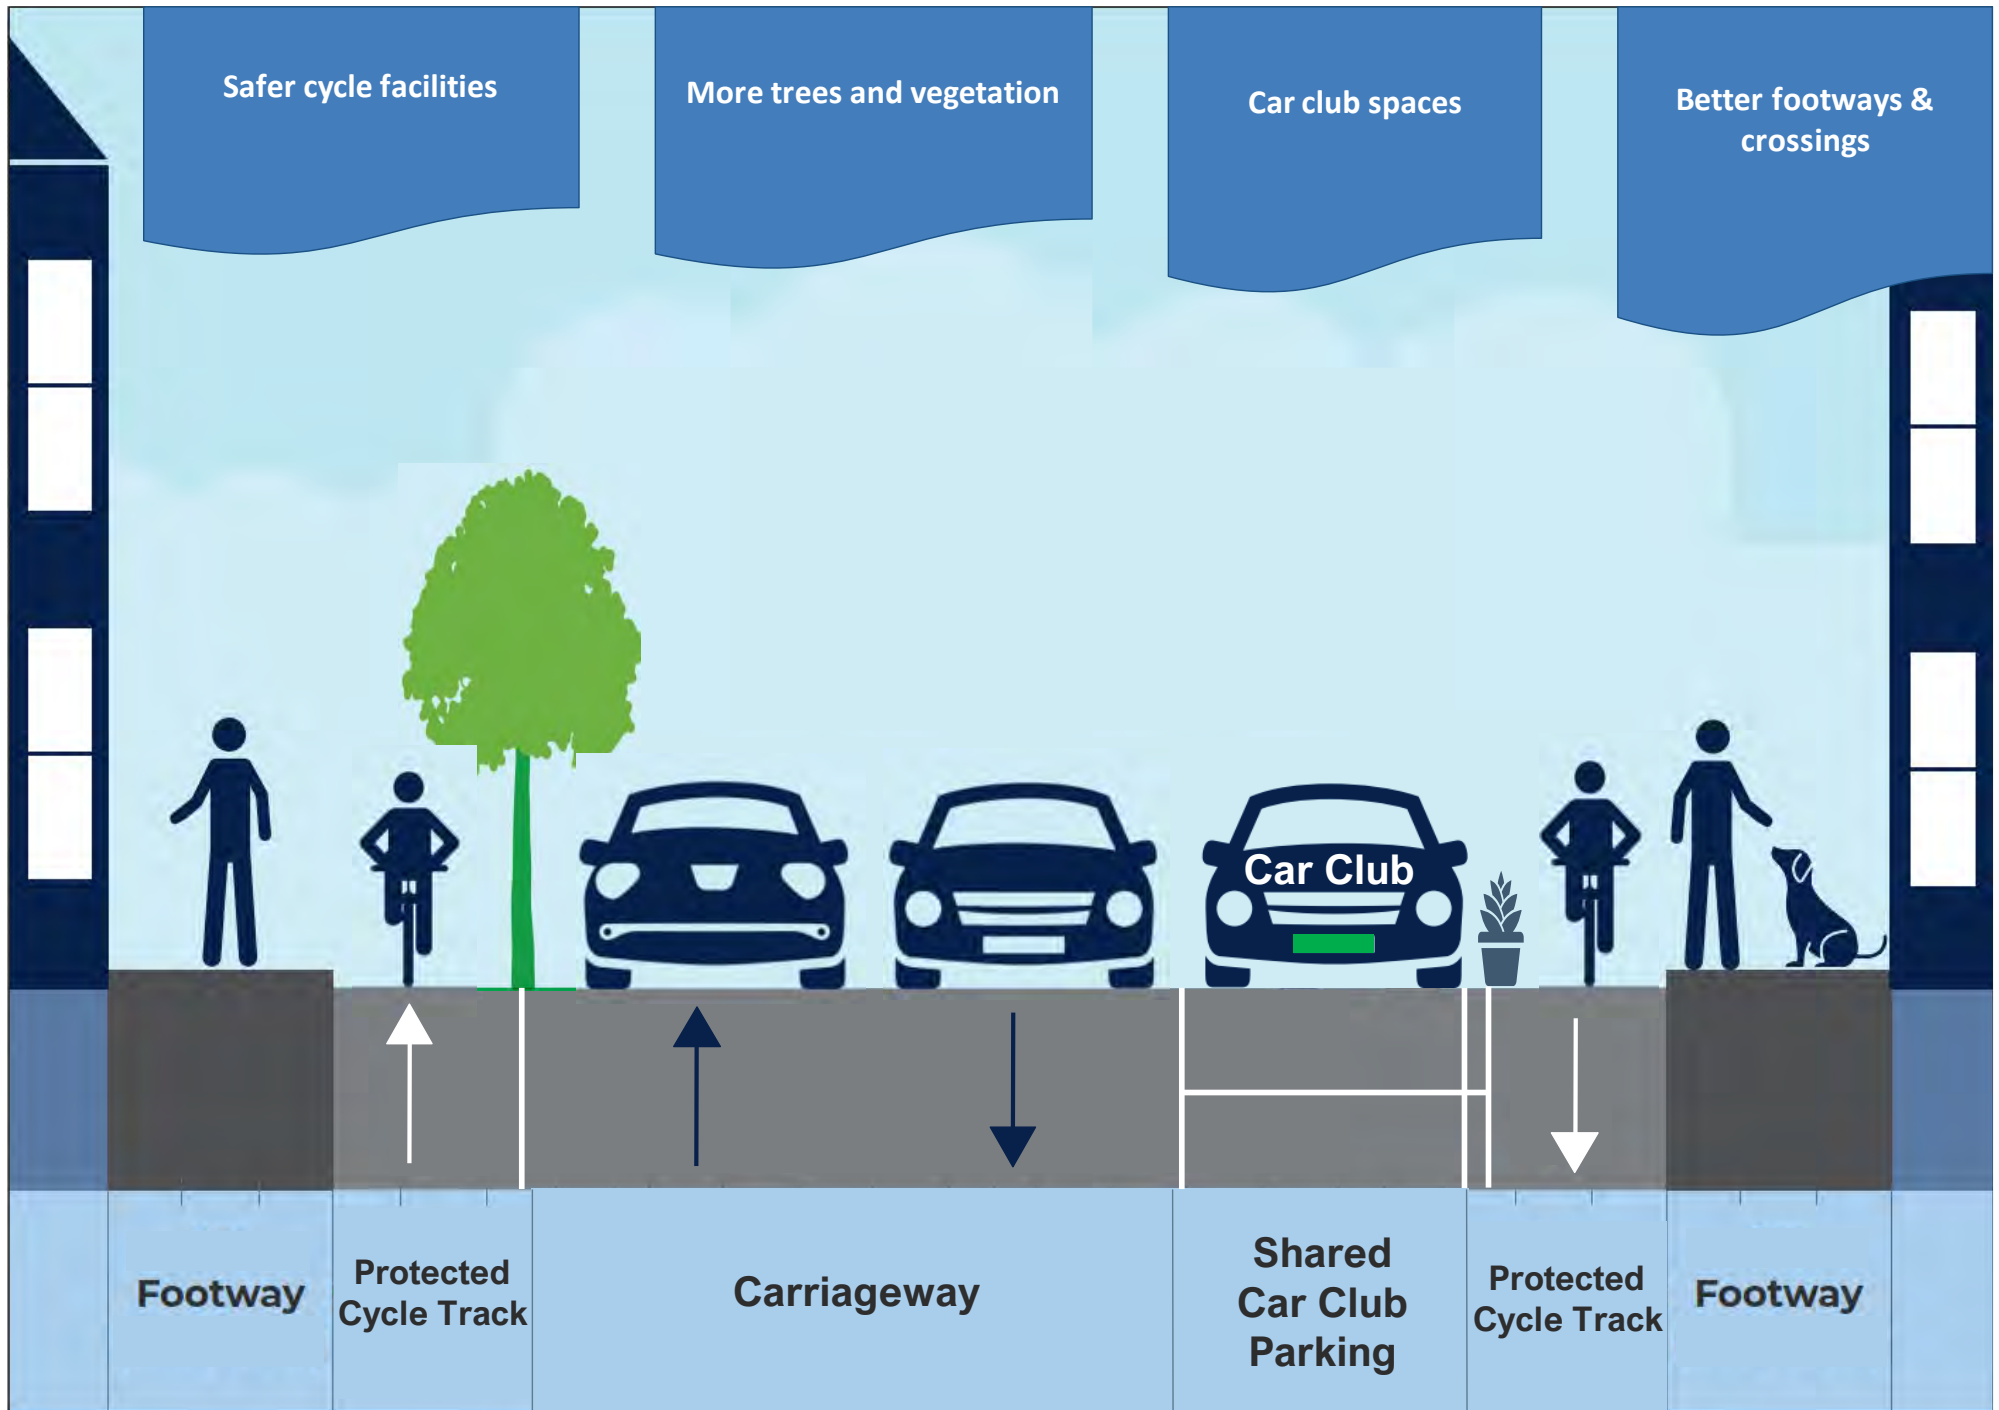 Safer cycle facilities
More trees and vegetation
Car club spaces
Better footways &
crossings
Car Club
Footway
Protected
Cycle Track
Carriageway
Shared
Car Club
Parking
Protected
Cycle Track
Footway